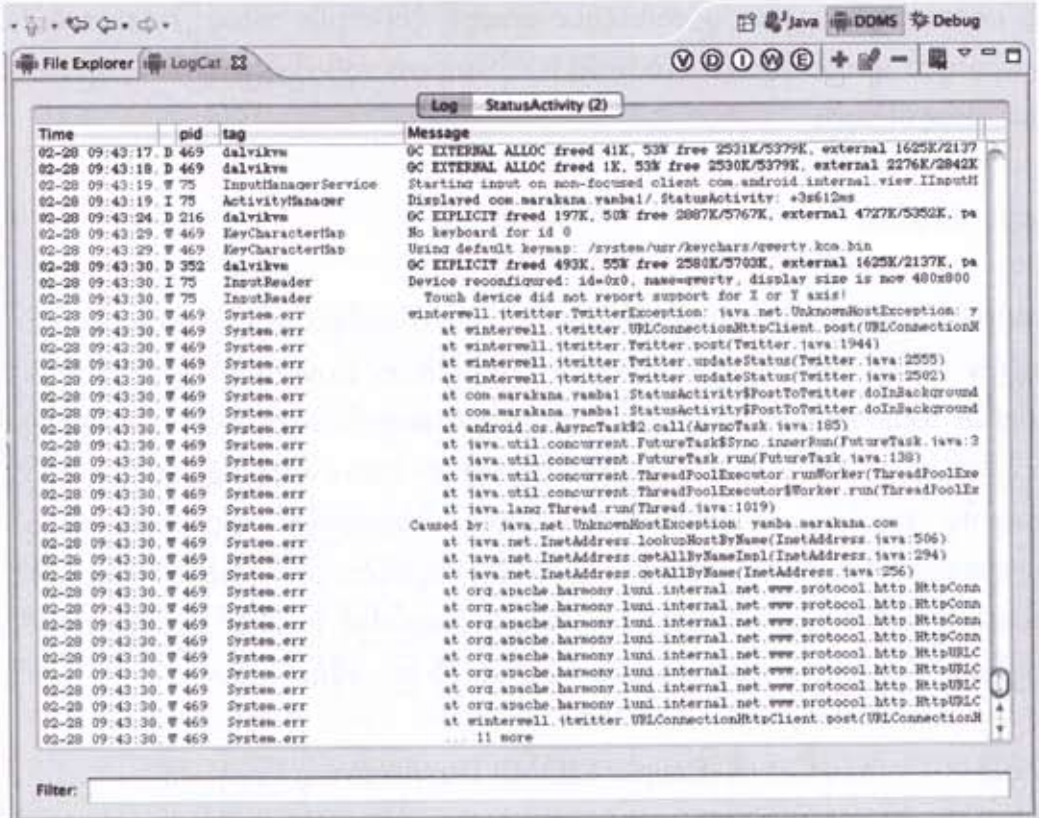 Java DDMS Debug
File Explorer LogCat
V D I W E
Log StatusActivity (2)
Time pid tag Message
02-28 09:43:17. D 469 dalvikvm GC EXTERNAL ALLOC freed 41K, 53% free 2531K/5379K, external 1625K/2137
02-28 09:43:18. D 469 dalvikvm GC EXTERNAL ALLOC freed 1K, 53% free 2530K/5379K, external 2276K/2842K
02-28 09:43:19. W 75 InputManagerService Starting input on non-focused client com.android.internal.view.IInputM
02-28 09:43:19. I 75 ActivityManager Displayed com.marakana.yamba1/.StatusActivity: +3s612ms
02-28 09:43:24. D 216 dalvikvm GC EXPLICIT freed 197K, 50% free 2887K/5767K, external 4727K/5352K, pa
02-28 09:43:29. W 469 KeyCharacterMap No keyboard for id 0
02-28 09:43:29. W 469 KeyCharacterMap Using default keymap: /system/usr/keychars/qwerty.kcm.bin
02-28 09:43:30. D 352 dalvikvm GC EXPLICIT freed 493K, 55% free 2580K/5703K, external 1625K/2137K, pa
02-28 09:43:30. I 75 InputReader Device reconfigured: id=0x0, name=qwerty, display size is now 480x800
02-28 09:43:30. W 75 InputReader Touch device did not report support for X or Y axis!
02-28 09:43:30. W 469 System.err winterwell.jtwitter.TwitterException: java.net.UnknownHostException: y
02-28 09:43:30. W 469 System.err at winterwell.jtwitter.URLConnectionHttpClient.post(URLConnectionH
02-28 09:43:30. W 469 System.err at winterwell.jtwitter.Twitter.post(Twitter.java:1944)
02-28 09:43:30. W 469 System.err at winterwell.jtwitter.Twitter.updateStatus(Twitter.java:2555)
02-28 09:43:30. W 469 System.err at winterwell.jtwitter.Twitter.updateStatus(Twitter.java:2502)
02-28 09:43:30. W 469 System.err at com.marakana.yamba1.StatusActivity$PostToTwitter.doInBackground
02-28 09:43:30. W 469 System.err at com.marakana.yamba1.StatusActivity$PostToTwitter.doInBackground
02-28 09:43:30. W 469 System.err at android.os.AsyncTask$2.call(AsyncTask.java:185)
02-28 09:43:30. W 469 System.err at java.util.concurrent.FutureTask$Sync.innerRun(FutureTask.java:3
02-28 09:43:30. W 469 System.err at java.util.concurrent.FutureTask.run(FutureTask.java:138)
02-28 09:43:30. W 469 System.err at java.util.concurrent.ThreadPoolExecutor.runWorker(ThreadPoolExe
02-28 09:43:30. W 469 System.err at java.util.concurrent.ThreadPoolExecutor$Worker.run(ThreadPoolEx
02-28 09:43:30. W 469 System.err at java.lang.Thread.run(Thread.java:1019)
02-28 09:43:30. W 469 System.err Caused by: java.net.UnknownHostException: yamba.marakana.com
02-28 09:43:30. W 469 System.err at java.net.InetAddress.lookupHostByName(InetAddress.java:506)
02-28 09:43:30. W 469 System.err at java.net.InetAddress.getAllByNameImpl(InetAddress.java:294)
02-28 09:43:30. W 469 System.err at java.net.InetAddress.getAllByName(InetAddress.java:256)
02-28 09:43:30. W 469 System.err at org.apache.harmony.luni.internal.net.www.protocol.http.HttpConn
02-28 09:43:30. W 469 System.err at org.apache.harmony.luni.internal.net.www.protocol.http.HttpConn
02-28 09:43:30. W 469 System.err at org.apache.harmony.luni.internal.net.www.protocol.http.HttpConn
02-28 09:43:30. W 469 System.err at org.apache.harmony.luni.internal.net.www.protocol.http.HttpConn
02-28 09:43:30. W 469 System.err at org.apache.harmony.luni.internal.net.www.protocol.http.HttpURLC
02-28 09:43:30. W 469 System.err at org.apache.harmony.luni.internal.net.www.protocol.http.HttpURLC
02-28 09:43:30. W 469 System.err at org.apache.harmony.luni.internal.net.www.protocol.http.HttpURLC
02-28 09:43:30. W 469 System.err at org.apache.harmony.luni.internal.net.www.protocol.http.HttpURLC
02-28 09:43:30. W 469 System.err at winterwell.jtwitter.URLConnectionHttpClient.post(URLConnectionH
02-28 09:43:30. W 469 System.err ... 11 more
Filter: